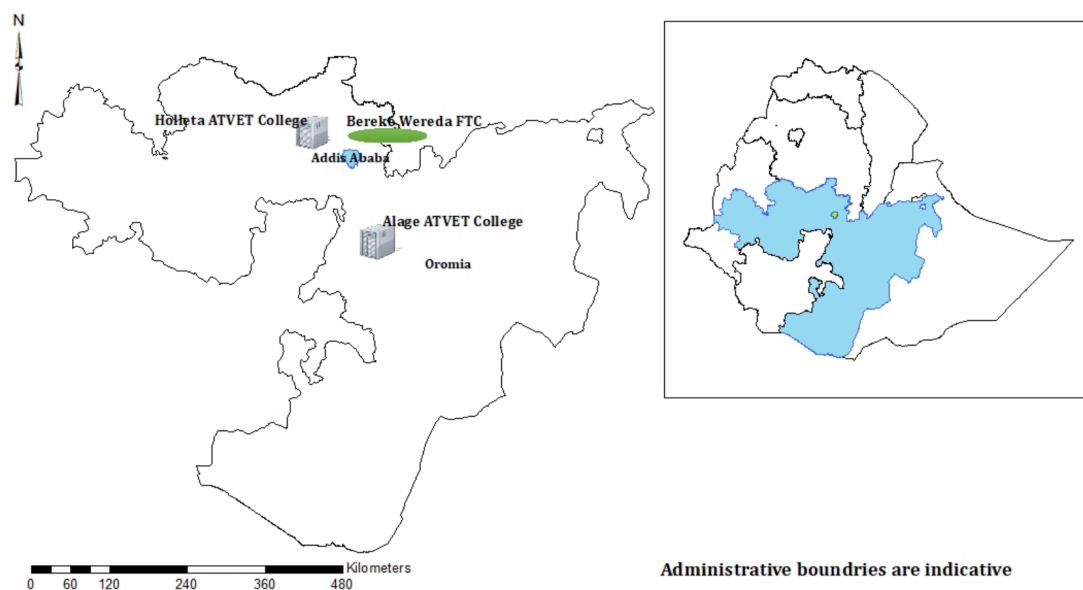 N
Holleta ATVET College
Bereke Wereda FTC
Addis Ababa
Alage ATVET College
Oromia
Kilometers
0 30 60 120 240 360 480
Administrative boundries are indicative